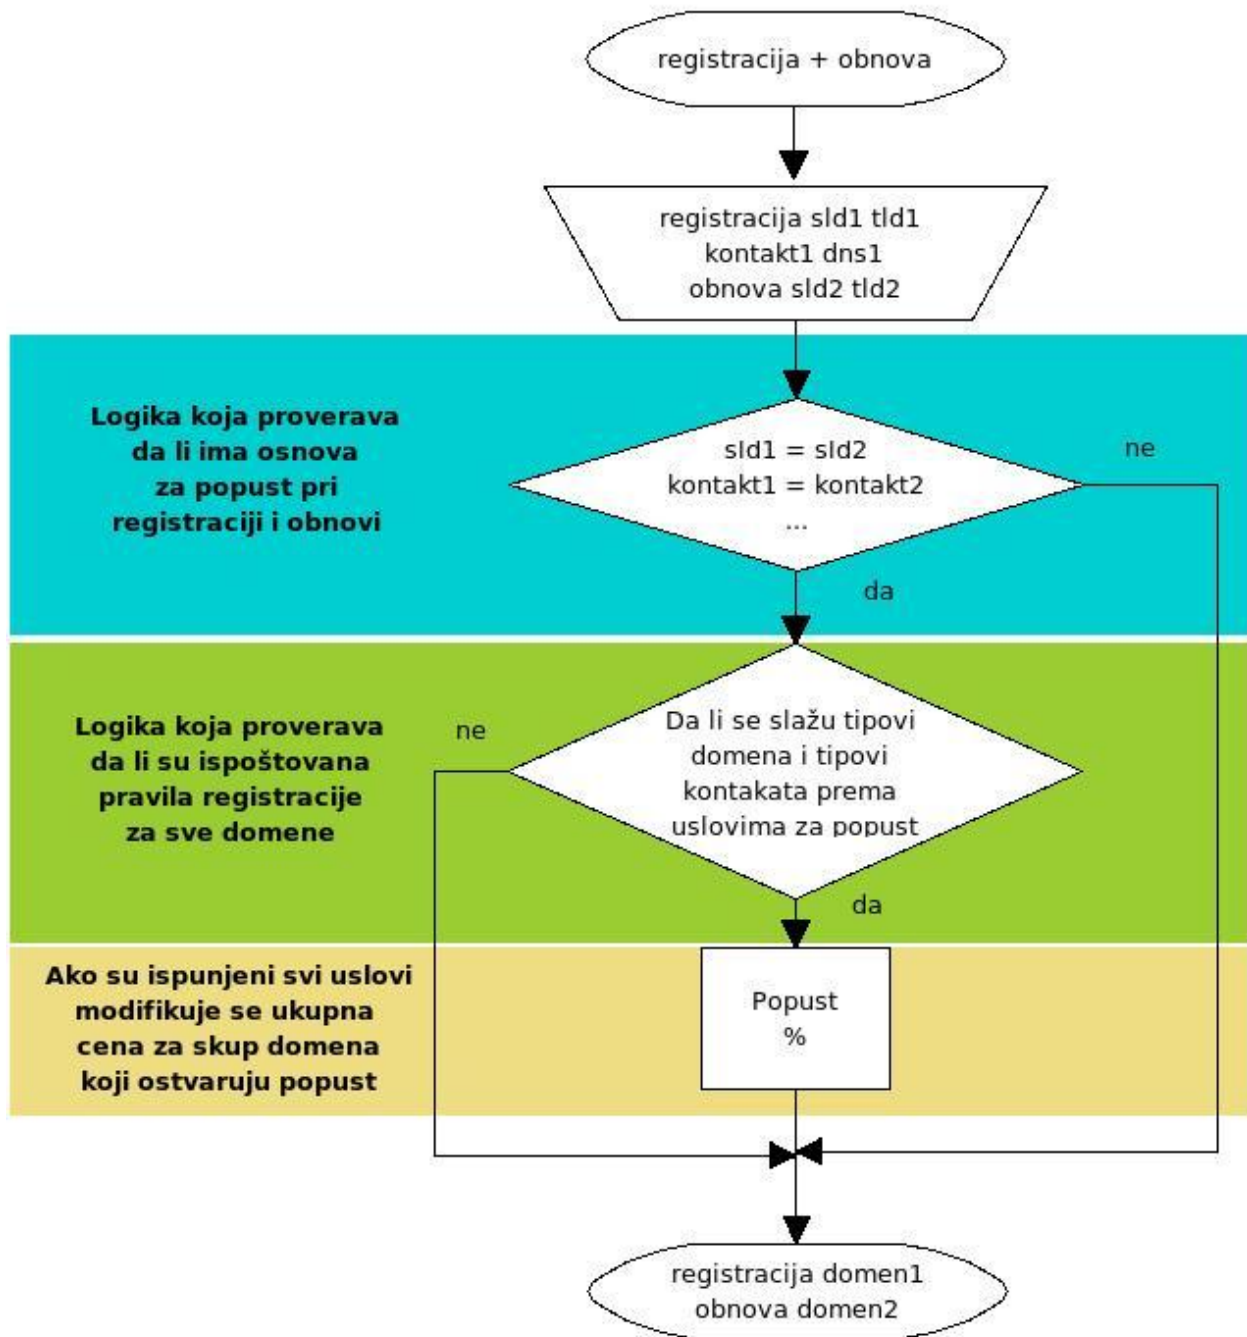 registracija + obnova
registracija sld1 tld1
kontakt1 dns1
obnova sld2 tld2
Logika koja proverava
da li ima osnova
za popust pri
registraciji i obnovi
sld1 = sld2
kontakt1 = kontakt2
...
ne
da
Logika koja proverava
da li su ispoštovana
pravila registracije
za sve domene
ne
Da li se slažu tipovi
domena i tipovi
kontakata prema
uslovima za popust
da
Ako su ispunjeni svi uslovi
modifikuje se ukupna
cena za skup domena
koji ostvaruju popust
Popust
%
registracija domen1
obnova domen2